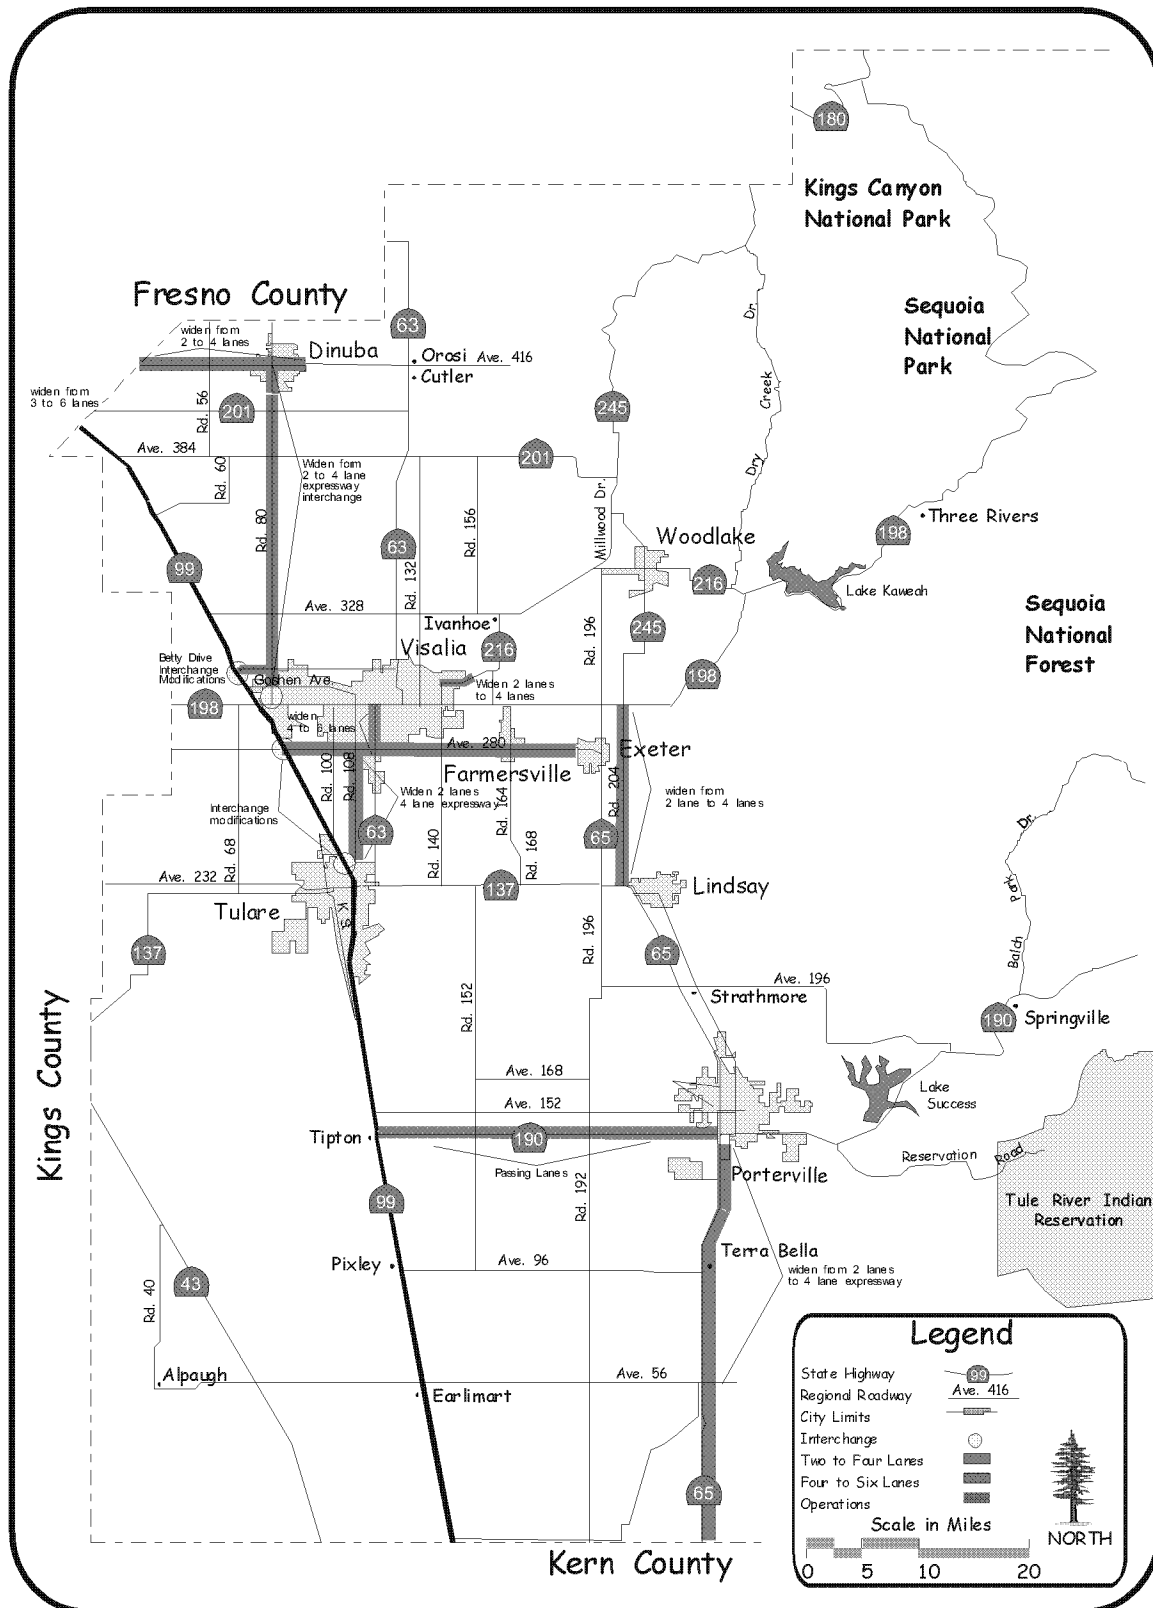 180
Kings Canyon
National Park
Fresno County
63
Sequoia
National
Park
widen from
2 to 4 lanes
Dinuba
Orosi
Ave. 416
Cutler
widen from
3 to 6 lanes
Rd. 56
201
245
Dry
Creek
Dr.
Ave. 384
201
Rd. 60
Widen form
2 to 4 lane
expressway
interchange
Rd. 80
63
Rd. 132
Rd. 156
Millwood Dr.
Woodlake
198
Three Rivers
99
216
Lake Kaweah
Ave. 328
Ivanhoe
Sequoia
National
Forest
Rd. 196
245
Visalia
216
Betty Drive
Interchange
Modifications
Goshen Ave.
198
Widen 2 lanes
to 4 lanes
198
widen
4 to 6 lanes
Ave. 280
Exeter
Rd. 100
Rd. 108
Farmersville
Widen 2 lanes
4 lane expressway
Rd. 164
Rd. 204
widen from
2 lane to 4 lanes
Interchange
modifications
63
65
Rd. 68
Rd. 140
Rd. 168
Ave. 232
137
Lindsay
Tulare
K St
137
Rd. 196
65
Balch
Park
Dr.
Ave. 196
Strathmore
Rd. 152
190
Springville
Kings County
Ave. 168
Lake
Success
Ave. 152
Tipton
190
Passing Lanes
Reservation
Road
Porterville
Rd. 192
Tule River Indian
Reservation
99
Pixley
Ave. 96
Terra Bella
widen from 2 lanes
to 4 lane expressway
43
Rd. 40
Alpaugh
Ave. 56
Earlimart
65
Kern County
Legend
State Highway
99
Regional Roadway
Ave. 416
City Limits
Interchange
Two to Four Lanes
Four to Six Lanes
Operations
Scale in Miles
0 5 10 20
NORTH